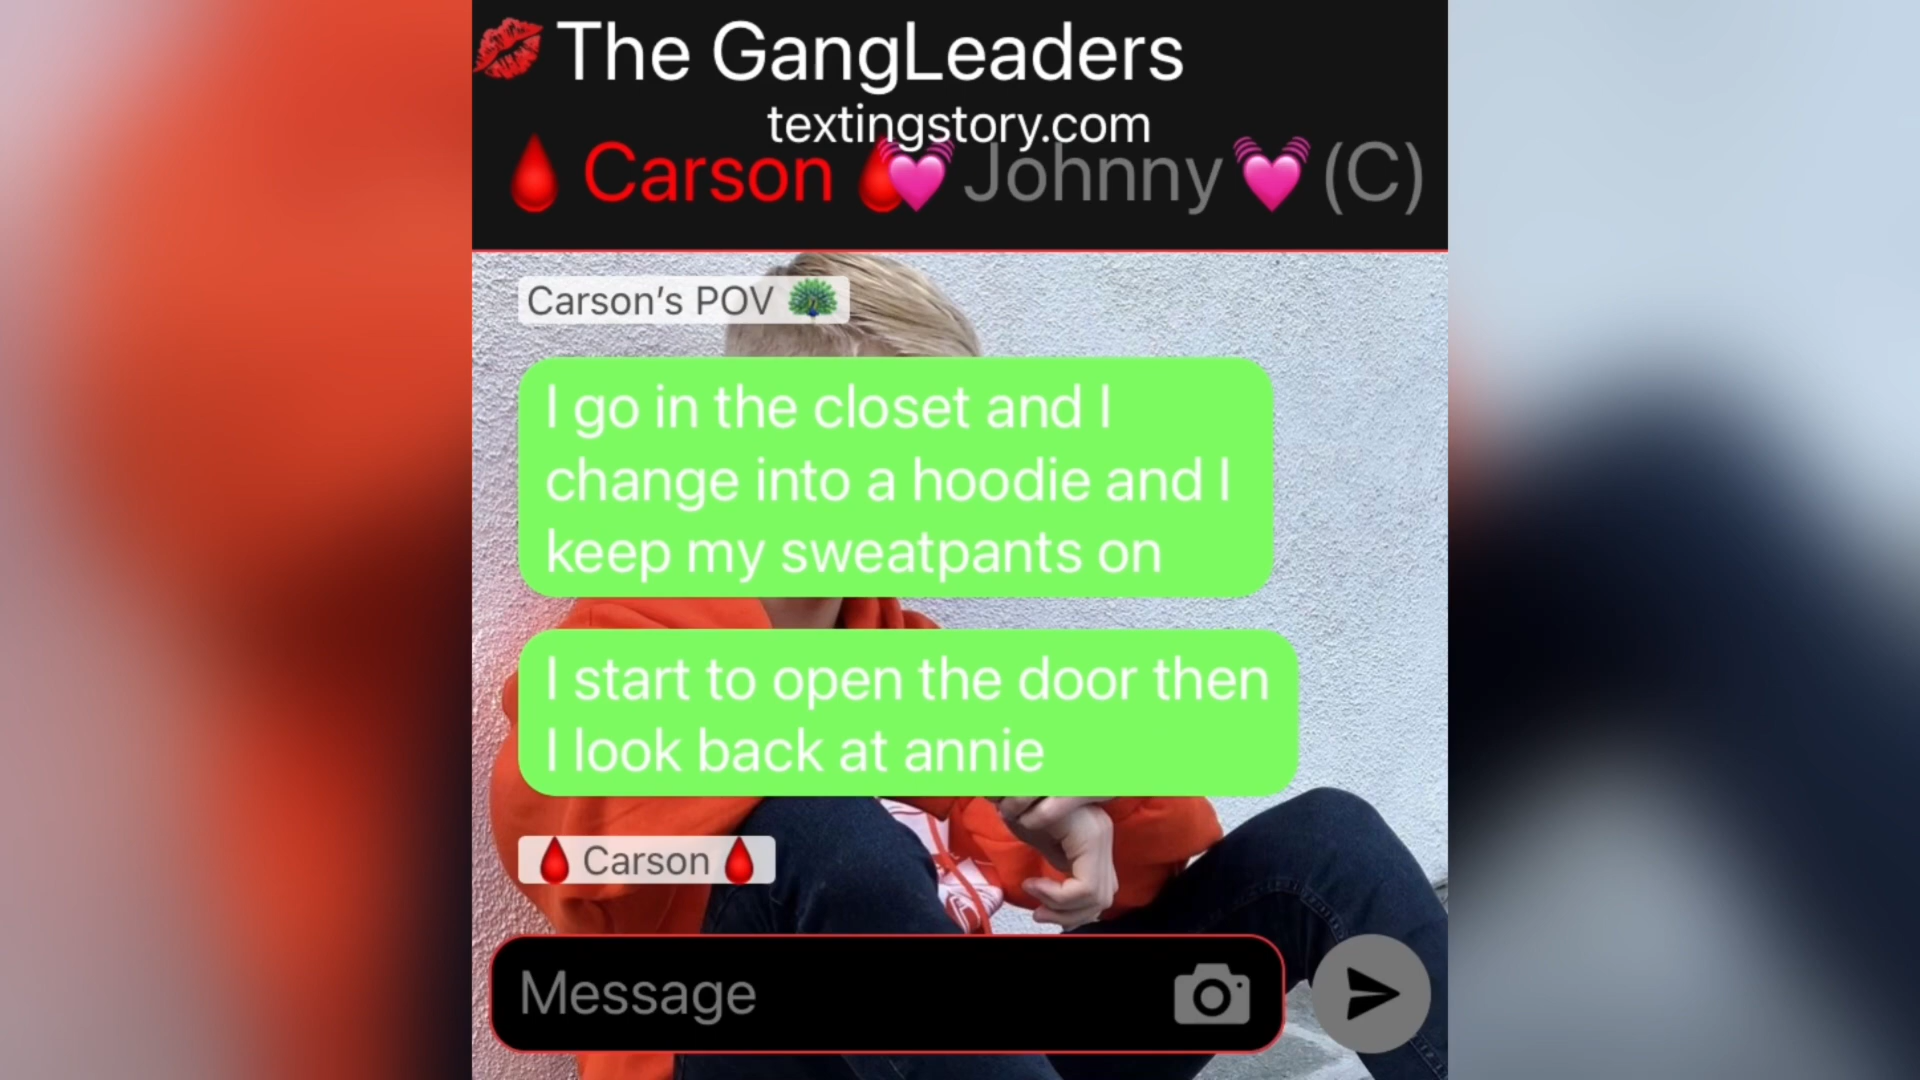 💋The GangLeaders
textingstory.com
🩸Carson🩸💓Johnny💓(C)
Carson’s POV 🦚
I go in the closet and I
change into a hoodie and I
keep my sweatpants on
I start to open the door then
I look back at annie
🩸Carson🩸
Message